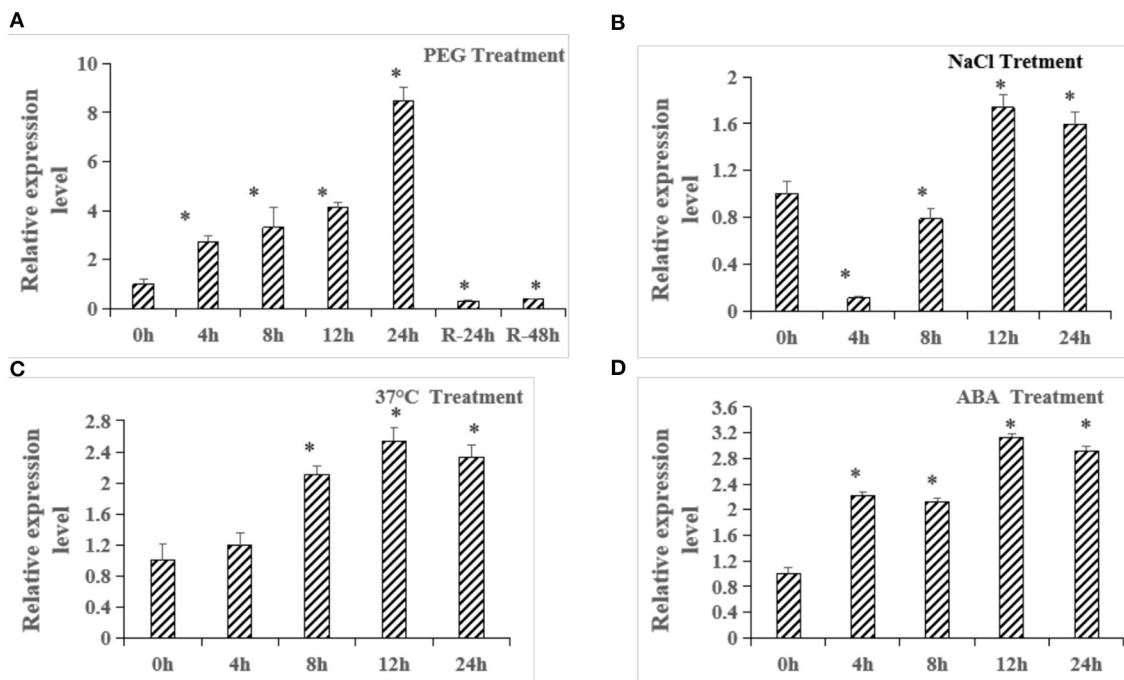 A
PEG Treatment
Relative expression
level
10
8
6
4
2
0
* * * * * *
0h 4h 8h 12h 24h R-24h R-48h
B
NaCl Tretment
Relative expression
level
2
1.6
1.2
0.8
0.4
0
* * * *
0h 4h 8h 12h 24h
C
37°C Treatment
Relative expression
level
2.8
2.4
2
1.6
1.2
0.8
0.4
0
* * *
0h 4h 8h 12h 24h
D
ABA Treatment
Relative expression
level
3.6
3.2
2.8
2.4
2
1.6
1.2
0.8
0.4
0
* * * *
0h 4h 8h 12h 24h